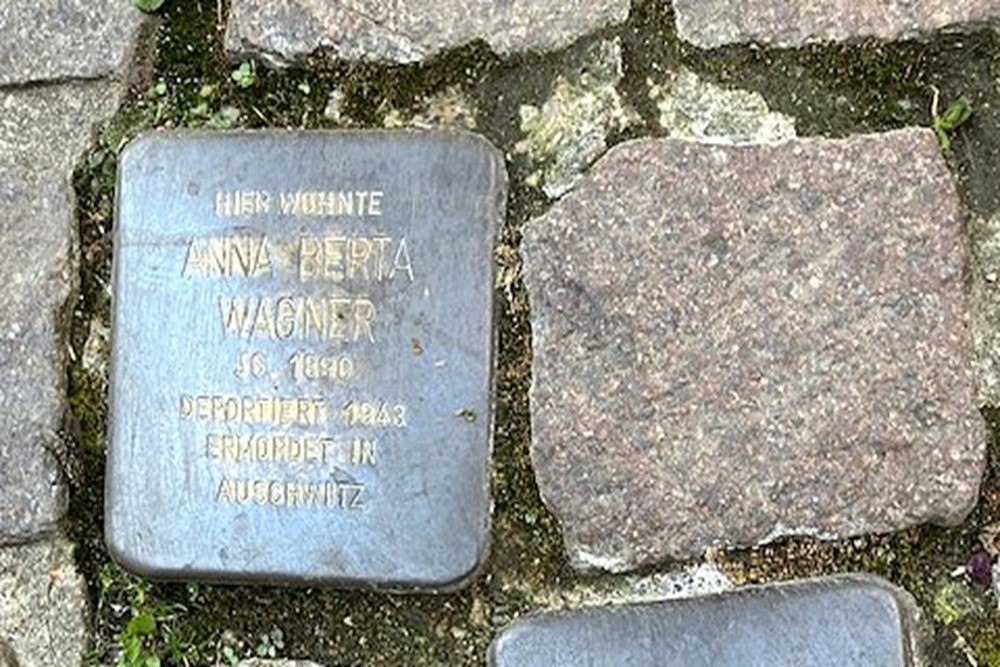 HIER WOHNTE
ANNA BERTA
WAGNER
JG. 1890
DEPORTIERT 1943
ERMORDET IN
AUSCHWITZ